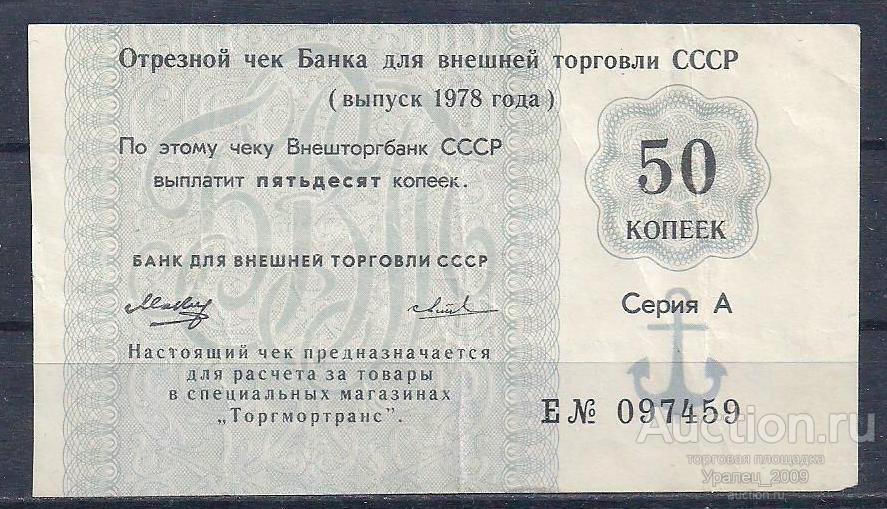 Отрезной чек Банка для внешней торговли СССР
(выпуск 1978 года)
По этому чеку Внешторгбанк СССР
выплатит пятьдесят копеек.
50
КОПЕЕК
БАНК ДЛЯ ВНЕШНЕЙ ТОРГОВЛИ СССР
Серия А
Настоящий чек предназначается
для расчета за товары
в специальных магазинах
„Торгмортранс".
Е № 097459
Auction.ru
торговая площадка
Уралец_2009
auction.ru